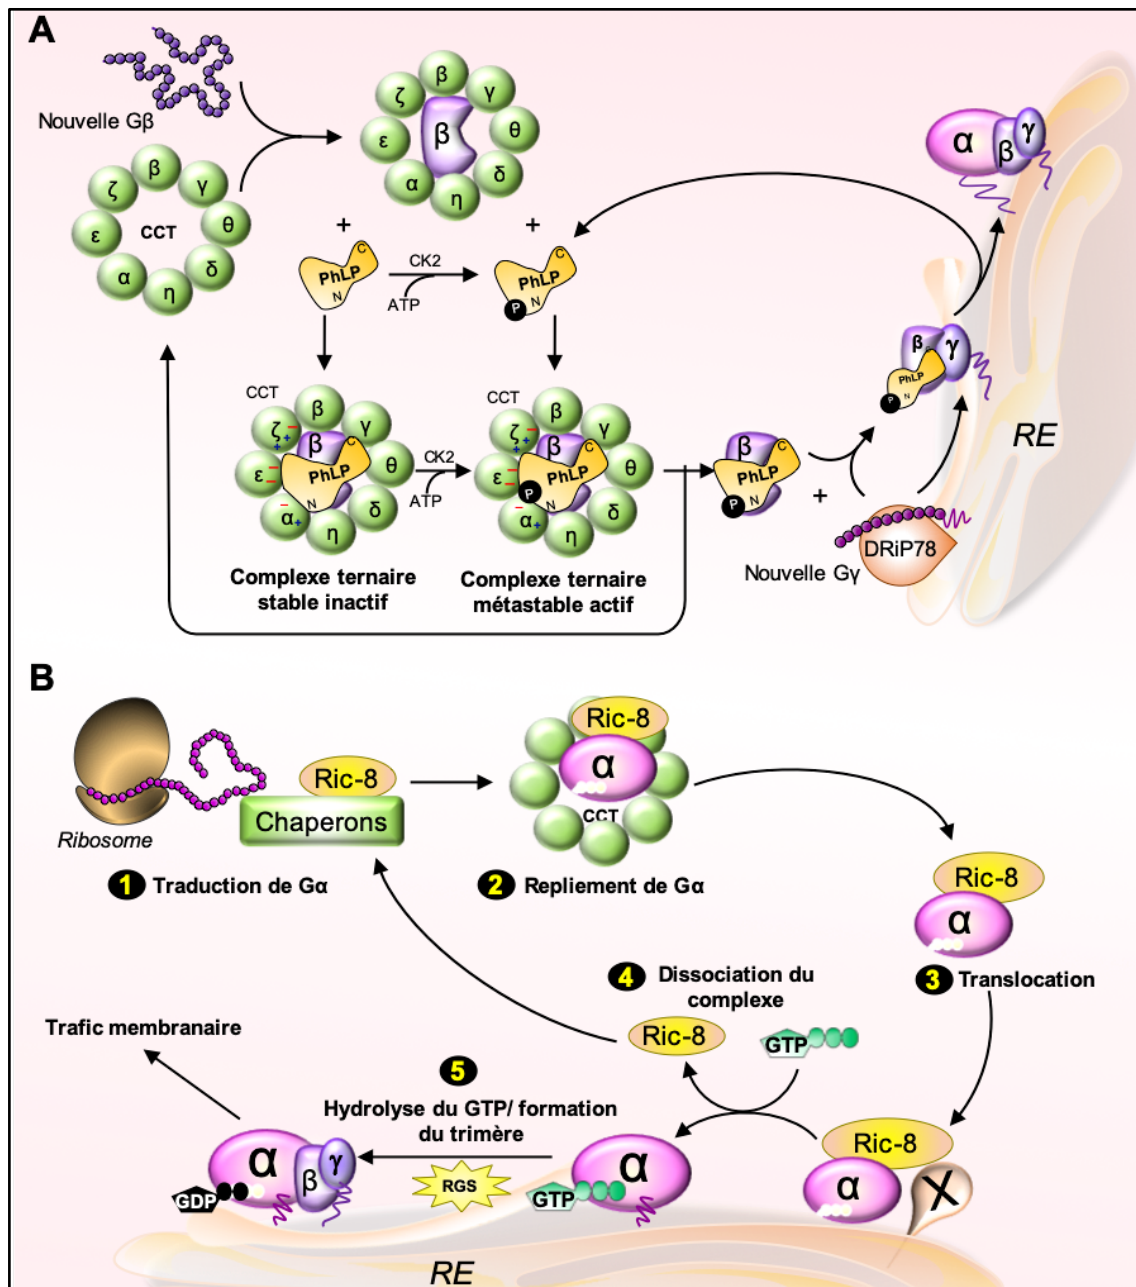 A
Nouvelle Gβ
β
γ
θ
δ
η
α
ε
ζ
CCT
β
γ
θ
δ
η
α
ε
ζ
β
+
+
PhLP
C
N
CK2
ATP
PhLP
C
N
P
CCT
β
γ
θ
δ
η
α
ε
ζ
β
PhLP
C
N
CK2
ATP
CCT
β
γ
θ
δ
η
α
ε
ζ
β
PhLP
C
N
P
Complexe ternaire
stable inactif
Complexe ternaire
métastable actif
β
C
PhLP
N
P
+
Nouvelle Gγ
DRiP78
β
γ
C
PhLP
N
P
α
β
γ
RE
B
Ribosome
Ric-8
Chaperons
1 Traduction de Gα
Ric-8
α
CCT
2 Repliement de Gα
Ric-8
α
3 Translocation
4 Dissociation du
complexe
Ric-8
GTP
Ric-8
α
X
5
Hydrolyse du GTP/ formation
du trimère
RGS
α
GTP
α
β
γ
GDP
Trafic membranaire
RE